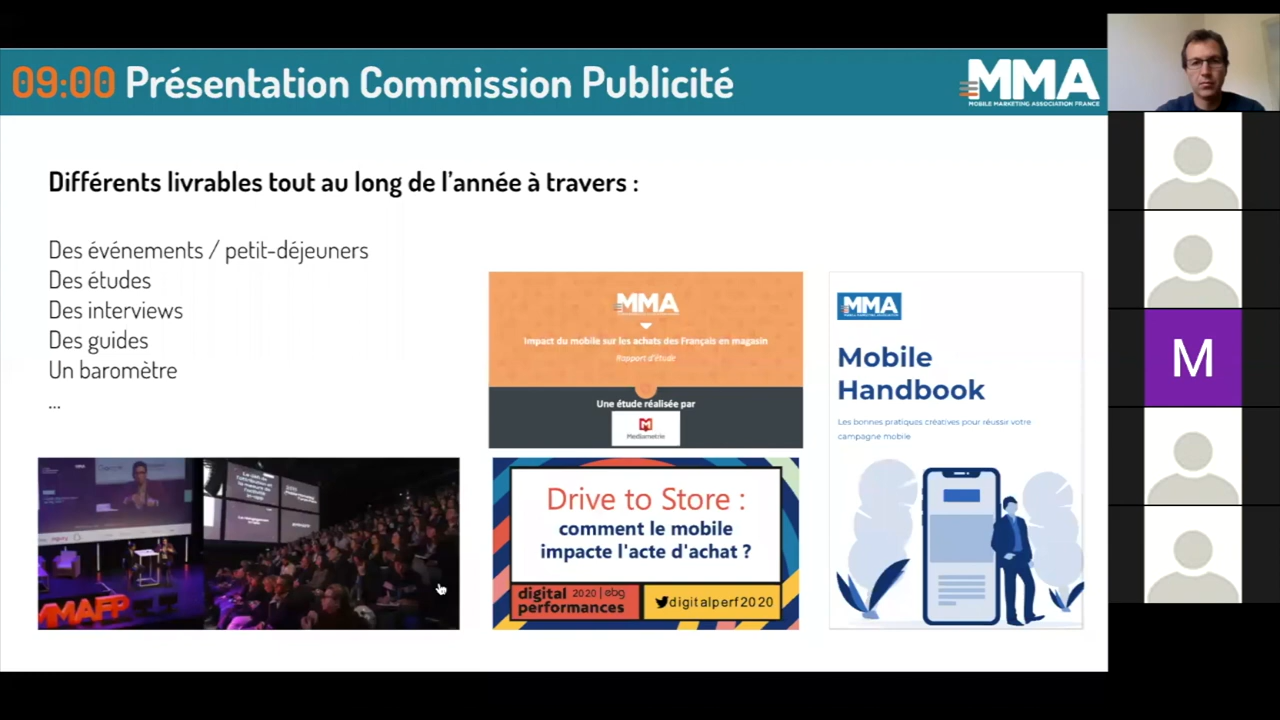 09:00 Présentation Commission Publicité
MMA
MOBILE MARKETING ASSOCIATION FRANCE
Différents livrables tout au long de l'année à travers :
Des événements / petit-déjeuners
Des études
Des interviews
Des guides
Un baromètre
...
MMA
Impact du mobile sur les achats des Français en magasin
Rapport d'étude
Une étude réalisée par
Médiamétrie
MMA
MOBILE MARKETING ASSOCIATION
Mobile
Handbook
Les bonnes pratiques créatives pour réussir votre
campagne mobile
Drive to Store :
comment le mobile
impacte l'acte d'achat ?
digital 2020 | ebg
performances
digitalperf2020
M